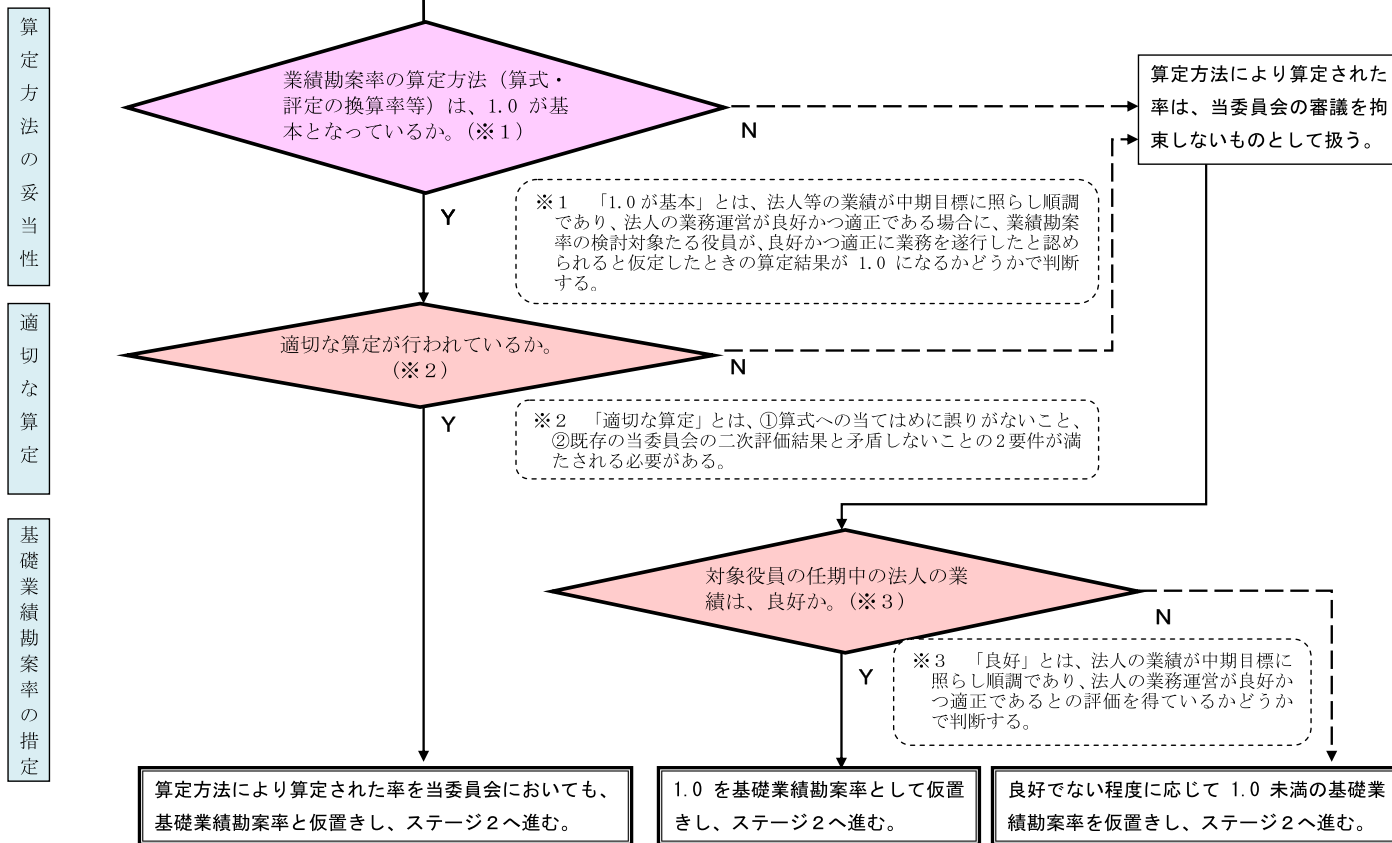 算定方法の妥当性
業績勘案率の算定方法（算式・
評定の換算率等）は、1.0 が基
本となっているか。（※１）
N
Y
算定方法により算定された
率は、当委員会の審議を拘
束しないものとして扱う。
※１　「1.0 が基本」とは、法人等の業績が中期目標に照らし順調
であり、法人の業務運営が良好かつ適正である場合に、業績勘案
率の検討対象たる役員が、良好かつ適正に業務を遂行したと認め
られると仮定したときの算定結果が 1.0 になるかどうかで判断
する。
適切な算定
適切な算定が行われているか。
（※２）
N
Y
※２　「適切な算定」とは、①算式への当てはめに誤りがないこと、
②既存の当委員会の二次評価結果と矛盾しないことの２要件が満
たされる必要がある。
基礎業績勘案率の措定
対象役員の任期中の法人の業
績は、良好か。（※３）
N
Y
※３　「良好」とは、法人の業績が中期目標に
照らし順調であり、法人の業務運営が良好か
つ適正であるとの評価を得ているかどうか
で判断する。
算定方法により算定された率を当委員会においても、
基礎業績勘案率と仮置きし、ステージ２へ進む。
1.0 を基礎業績勘案率として仮置
きし、ステージ２へ進む。
良好でない程度に応じて 1.0 未満の基礎業
績勘案率を仮置きし、ステージ２へ進む。